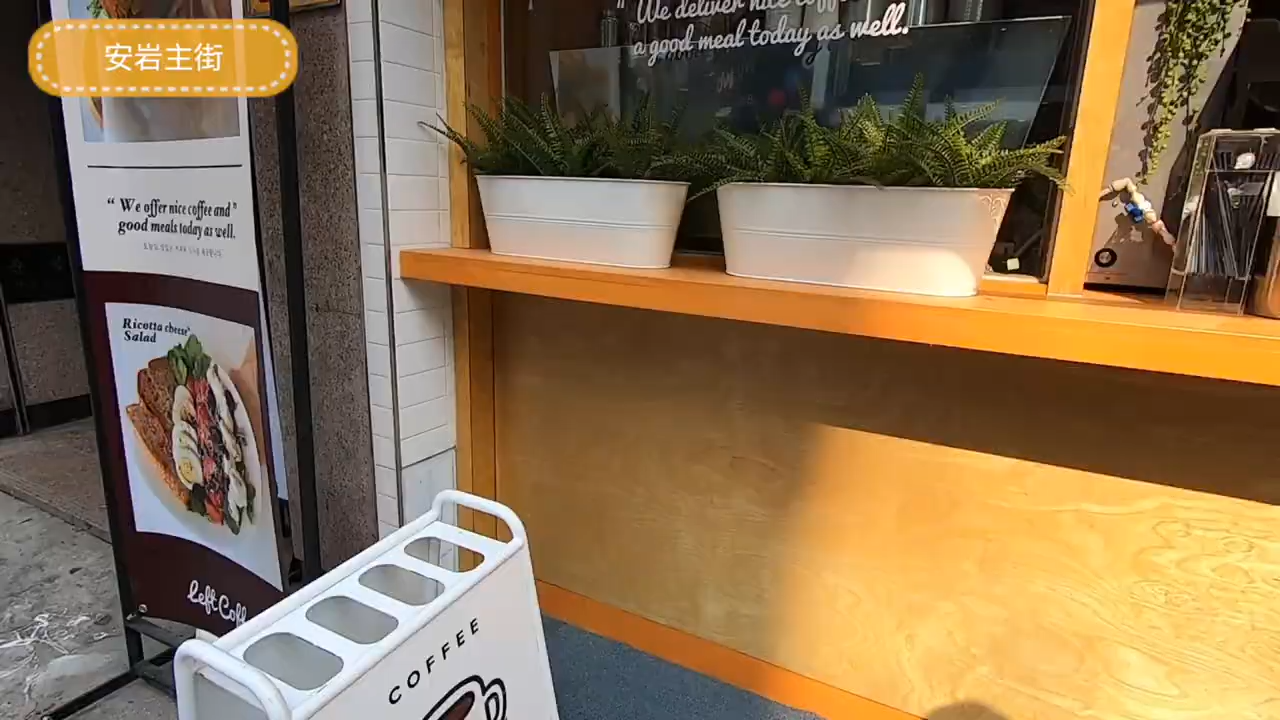 安岩主街
"We deliver nice
a good meal today as well."
"We offer nice coffee and"
good meals today as well.
Ricotta cheese
Salad
Left Coff
COFFEE